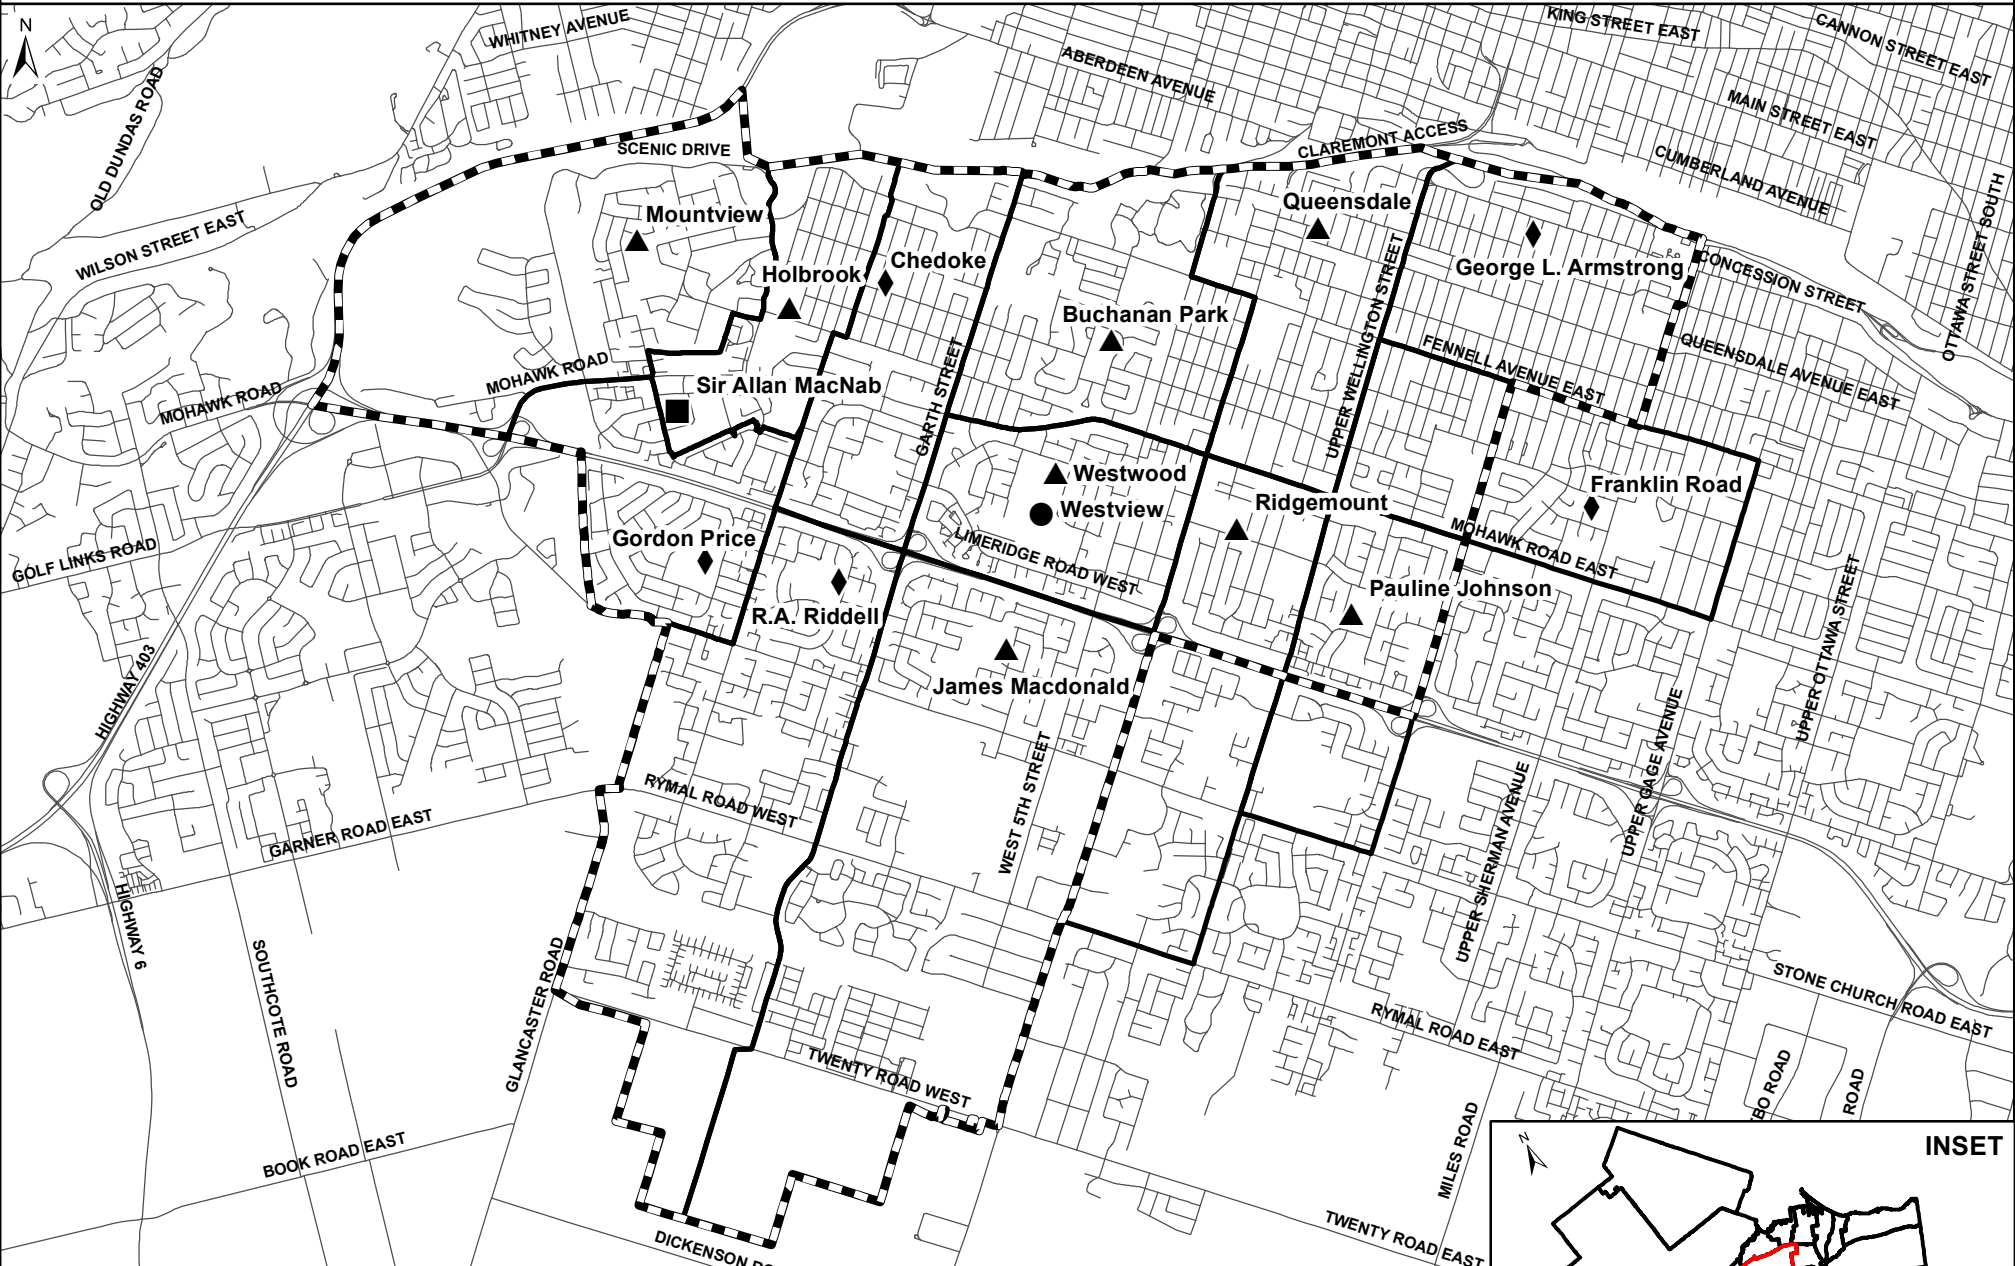 N
WHITNEY AVENUE
KING STREET EAST
CANNON STREET EAST
ABERDEEN AVENUE
OLD DUNDAS ROAD
MAIN STREET EAST
CLAREMONT ACCESS
SCENIC DRIVE
CUMBERLAND AVENUE
WILSON STREET EAST
Mountview
Queensdale
OTTAWA STREET SOUTH
Holbrook
Chedoke
George L. Armstrong
CONCESSION STREET
Buchanan Park
UPPER WELLINGTON STREET
MOHAWK ROAD
MOHAWK ROAD
Sir Allan MacNab
GARTH STREET
FENNELL AVENUE EAST
QUEENSDALE AVENUE EAST
Westwood
Westview
Ridgemount
Franklin Road
GOLF LINKS ROAD
Gordon Price
LIMERIDGE ROAD WEST
MOHAWK ROAD EAST
R.A. Riddell
Pauline Johnson
James Macdonald
HIGHWAY 403
UPPER OTTAWA STREET
UPPER GAGE AVENUE
RYMAL ROAD WEST
WEST 5TH STREET
GARNER ROAD EAST
UPPER SHERMAN AVENUE
HIGHWAY 6
SOUTHCOTE ROAD
GLANCASTER ROAD
STONE CHURCH ROAD EAST
RYMAL ROAD EAST
TWENTY ROAD WEST
BO ROAD
ROAD
BOOK ROAD EAST
MILES ROAD
N
INSET
TWENTY ROAD EAST
DICKENSON